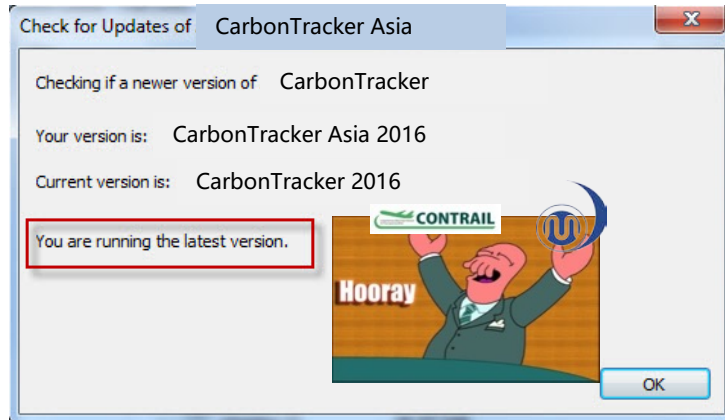 Check for Updates of CarbonTracker Asia
Checking if a newer version of CarbonTracker
Your version is: CarbonTracker Asia 2016
Current version is: CarbonTracker 2016
CONTRAIL
You are running the latest version.
Hooray
OK